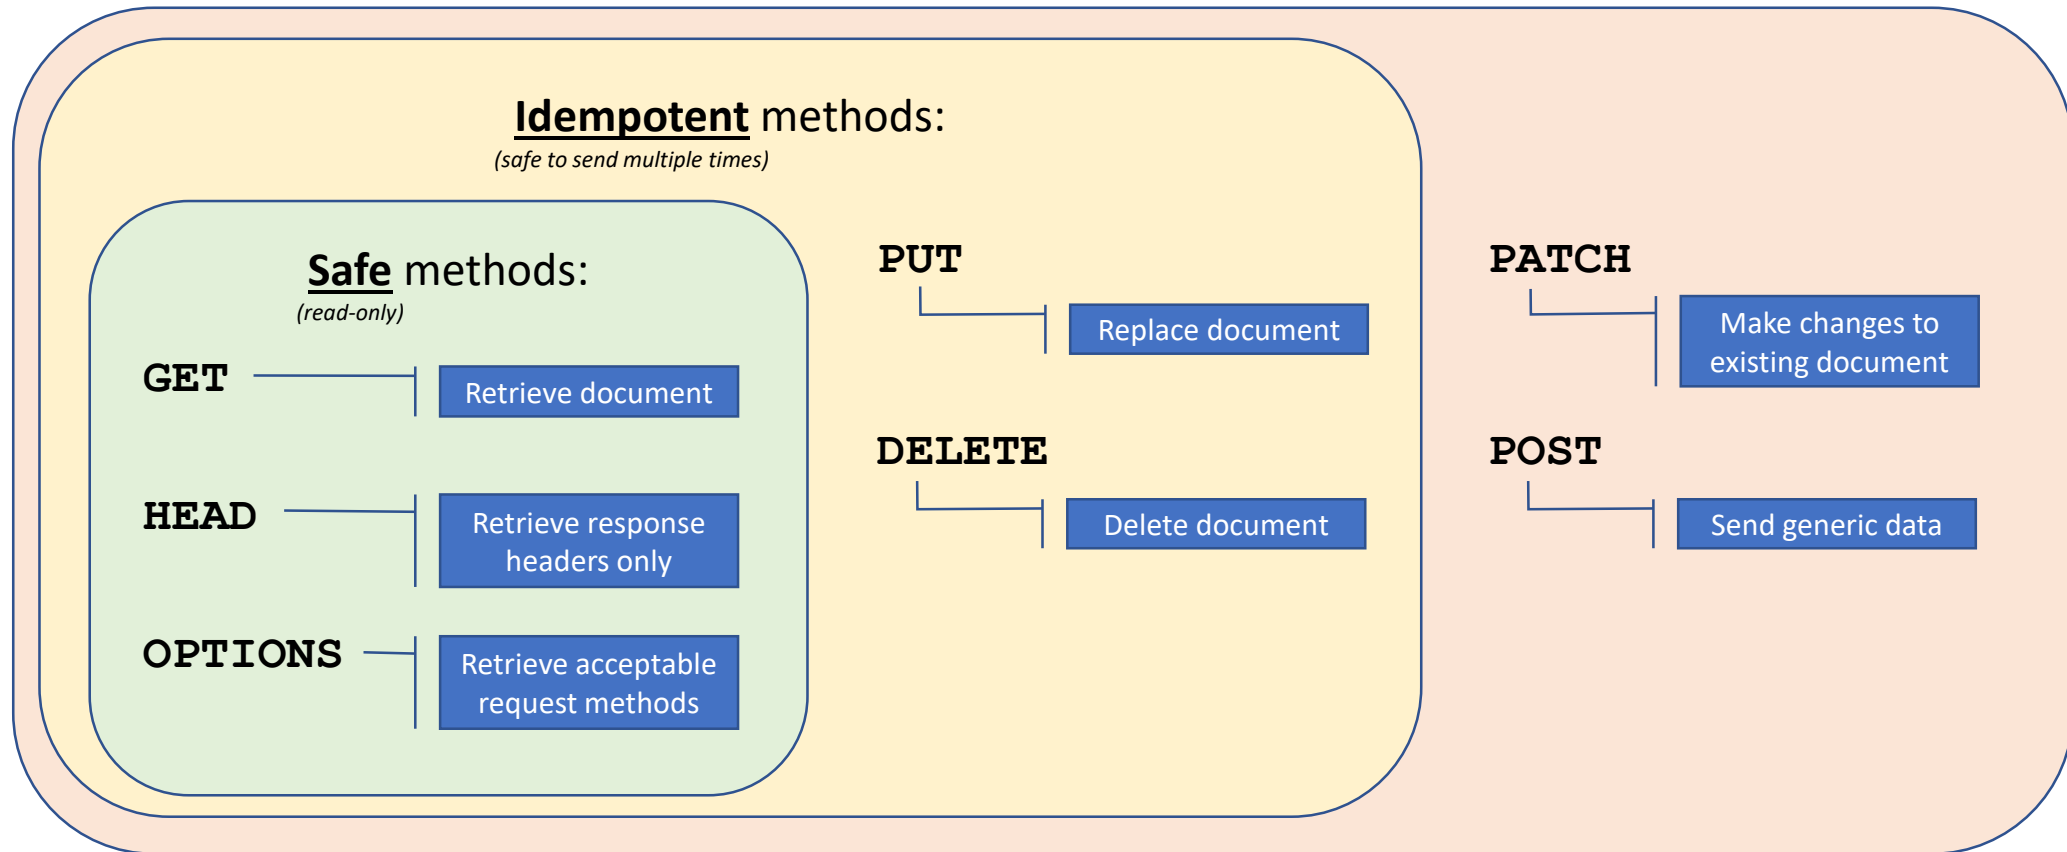 Idempotent methods:
(safe to send multiple times)
Safe methods:
(read-only)
GET
Retrieve document
HEAD
Retrieve response
headers only
OPTIONS
Retrieve acceptable
request methods
PUT
Replace document
DELETE
Delete document
PATCH
Make changes to
existing document
POST
Send generic data